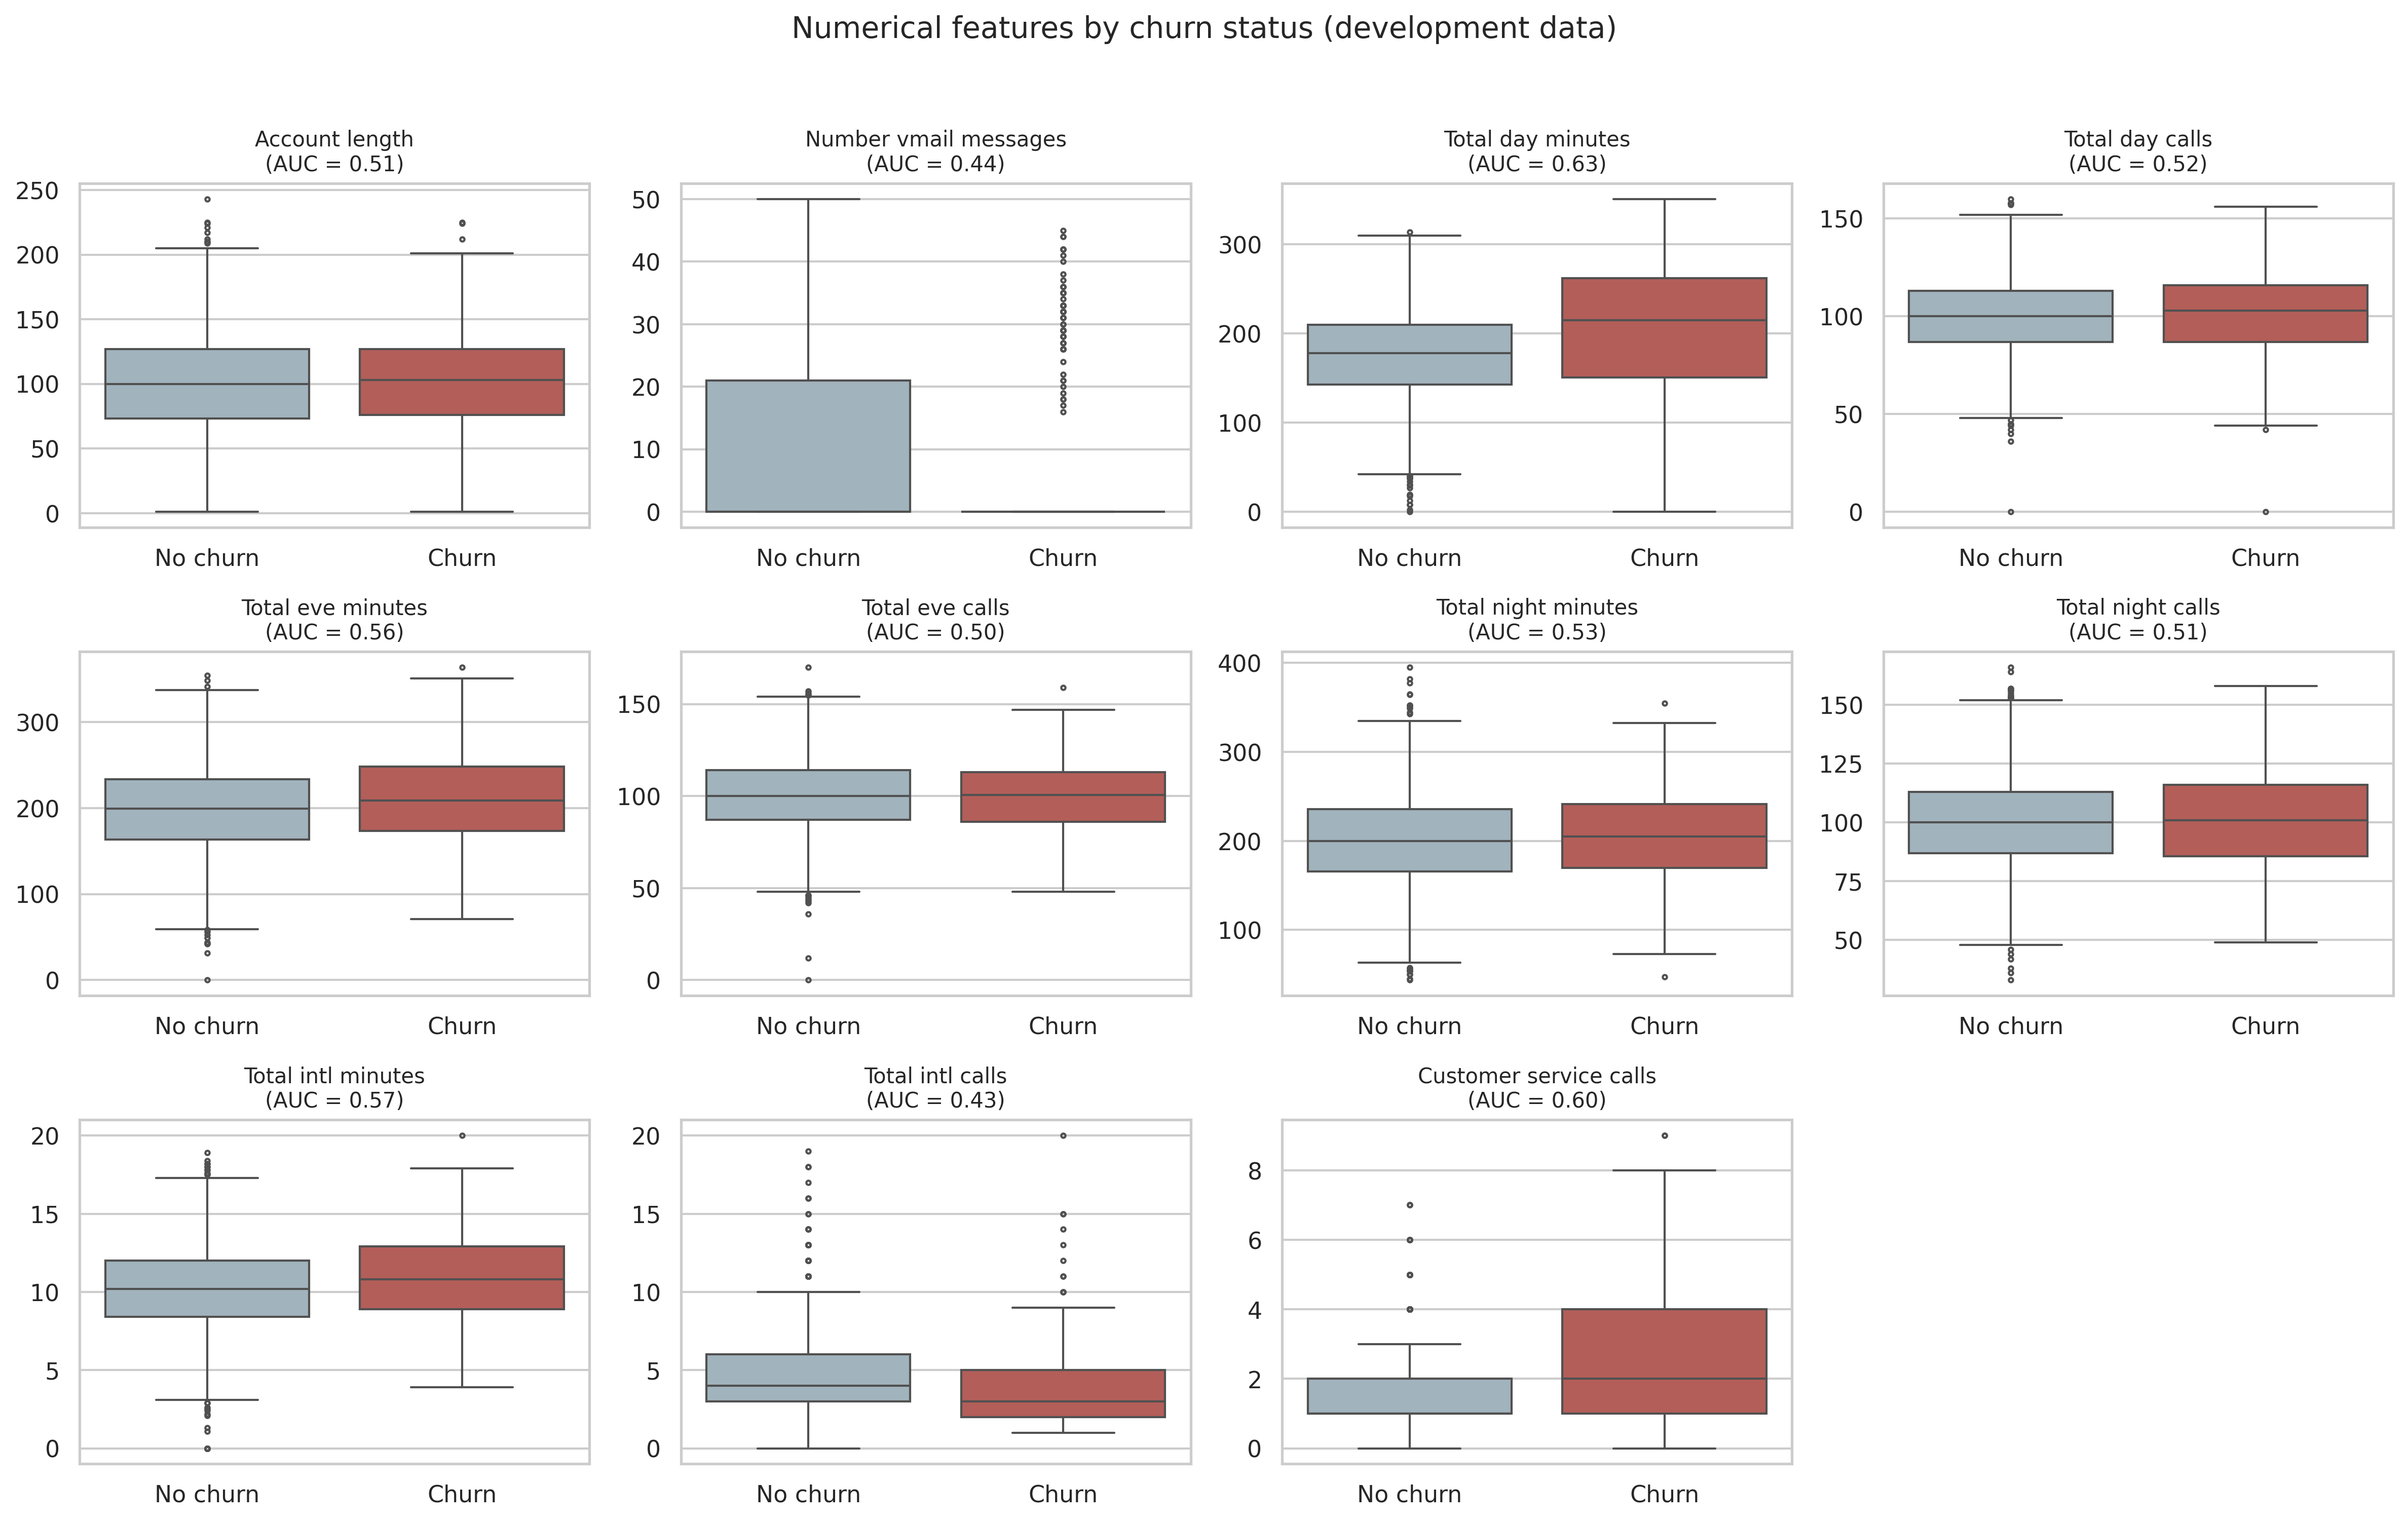 Numerical features by churn status (development data)
Account length
(AUC = 0.51)
250
200
150
100
50
0
No churn
Churn
Number vmail messages
(AUC = 0.44)
50
40
30
20
10
0
No churn
Churn
Total day minutes
(AUC = 0.63)
300
200
100
0
No churn
Churn
Total day calls
(AUC = 0.52)
150
100
50
0
No churn
Churn
Total eve minutes
(AUC = 0.56)
300
200
100
0
No churn
Churn
Total eve calls
(AUC = 0.50)
150
100
50
0
No churn
Churn
Total night minutes
(AUC = 0.53)
400
300
200
100
No churn
Churn
Total night calls
(AUC = 0.51)
150
125
100
75
50
No churn
Churn
Total intl minutes
(AUC = 0.57)
20
15
10
5
0
No churn
Churn
Total intl calls
(AUC = 0.43)
20
15
10
5
0
No churn
Churn
Customer service calls
(AUC = 0.60)
8
6
4
2
0
No churn
Churn